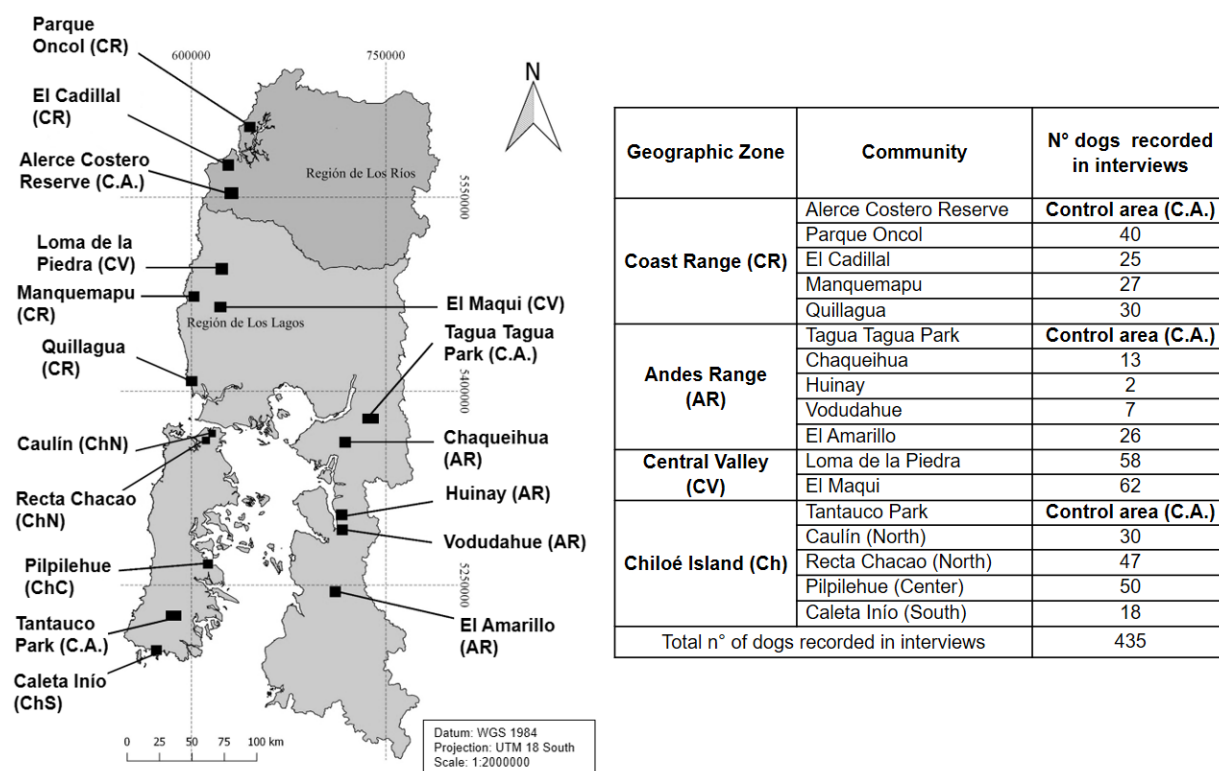 Parque
Oncol (CR)
600000
750000
N
El Cadillal
(CR)
Alerce Costero
Reserve (C.A.)
Región de Los Ríos
5550000
Loma de la
Piedra (CV)
Manquemapu
(CR)
El Maqui (CV)
Región de Los Lagos
Tagua Tagua
Park (C.A.)
Quillagua
(CR)
5400000
Caulín (ChN)
Chaqueihua
(AR)
Recta Chacao
(ChN)
Huinay (AR)
Vodudahue (AR)
Pilpilehue
(ChC)
5250000
Tantauco
Park (C.A.)
El Amarillo
(AR)
Caleta Inío
(ChS)
0 25 50 75 100 km
Datum: WGS 1984
Projection: UTM 18 South
Scale: 1:2000000
Geographic Zone
Community
N° dogs recorded
in interviews
Coast Range (CR)
Alerce Costero Reserve Control area (C.A.)
Parque Oncol 40
El Cadillal 25
Manquemapu 27
Quillagua 30
Andes Range
(AR)
Tagua Tagua Park Control area (C.A.)
Chaqueihua 13
Huinay 2
Vodudahue 7
El Amarillo 26
Central Valley
(CV)
Loma de la Piedra 58
El Maqui 62
Chiloé Island (Ch)
Tantauco Park Control area (C.A.)
Caulín (North) 30
Recta Chacao (North) 47
Pilpilehue (Center) 50
Caleta Inío (South) 18
Total n° of dogs recorded in interviews 435